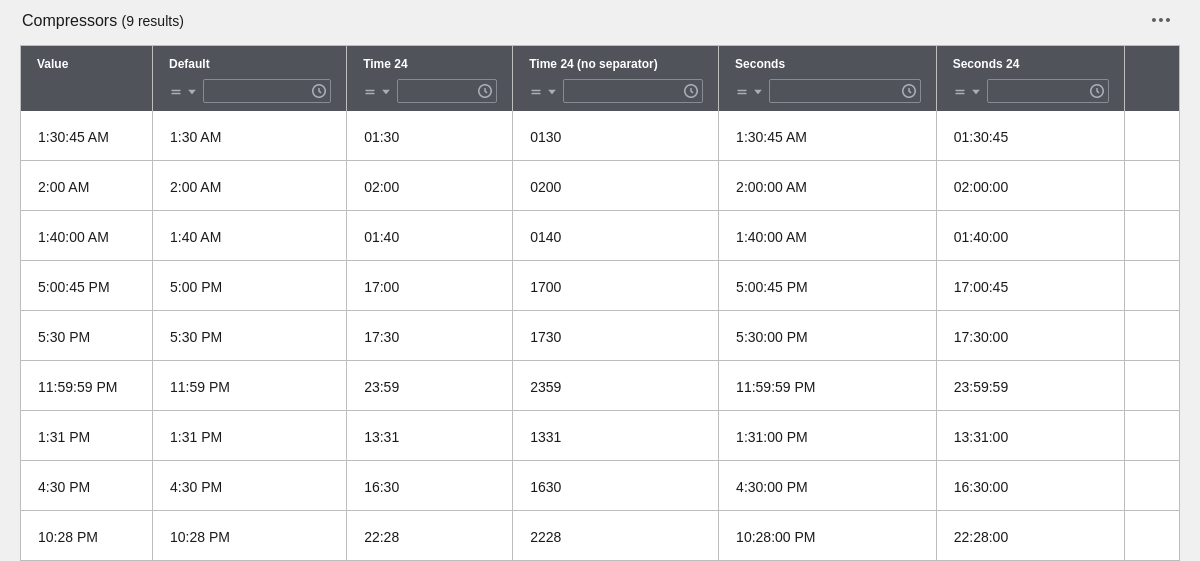 Compressors (9 results)
Value Default Time 24 Time 24 (no separator) Seconds Seconds 24
1:30:45 AM 1:30 AM 01:30 0130 1:30:45 AM 01:30:45
2:00 AM 2:00 AM 02:00 0200 2:00:00 AM 02:00:00
1:40:00 AM 1:40 AM 01:40 0140 1:40:00 AM 01:40:00
5:00:45 PM 5:00 PM 17:00 1700 5:00:45 PM 17:00:45
5:30 PM 5:30 PM 17:30 1730 5:30:00 PM 17:30:00
11:59:59 PM 11:59 PM 23:59 2359 11:59:59 PM 23:59:59
1:31 PM 1:31 PM 13:31 1331 1:31:00 PM 13:31:00
4:30 PM 4:30 PM 16:30 1630 4:30:00 PM 16:30:00
10:28 PM 10:28 PM 22:28 2228 10:28:00 PM 22:28:00